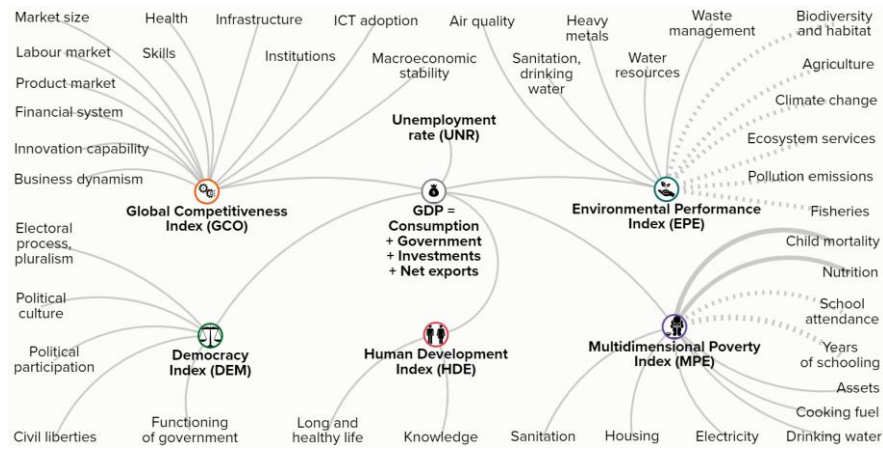 Market size
Health
Infrastructure
ICT adoption
Air quality
Heavy
metals
Waste
management
Biodiversity
and habitat
Labour market
Skills
Institutions
Macroeconomic
stability
Sanitation,
drinking
water
Water
resources
Agriculture
Product market
Climate change
Financial system
Unemployment
rate (UNR)
Innovation capability
Ecosystem services
Business dynamism
Pollution emissions
Global Competitiveness
Index (GCO)
GDP =
Consumption
+ Government
+ Investments
+ Net exports
Environmental Performance
Index (EPE)
Fisheries
Electoral
process,
pluralism
Child mortality
Nutrition
Political
culture
School
attendance
Political
participation
Democracy
Index (DEM)
Human Development
Index (HDE)
Multidimensional Poverty
Index (MPE)
Years
of schooling
Assets
Cooking fuel
Civil liberties
Functioning
of government
Long and
healthy life
Knowledge
Sanitation
Housing
Electricity
Drinking water